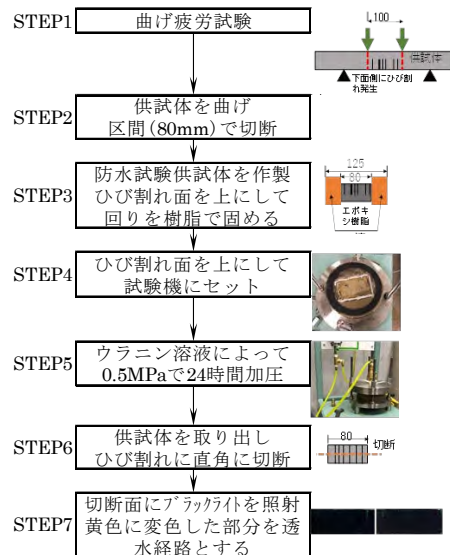 STEP1
曲げ疲労試験
100
供試体
下面側にひび割
れ発生
STEP2
供試体を曲げ
区間(80mm)で切断
STEP3
防水試験供試体を作製
ひび割れ面を上にして
回りを樹脂で固める
125
80
エポキ
シ樹脂
STEP4
ひび割れ面を上にして
試験機にセット
STEP5
ウラニン溶液によって
0.5MPaで24時間加圧
STEP6
供試体を取り出し
ひび割れに直角に切断
80
切断
STEP7
切断面にﾌﾞﾗｯｸﾗｲﾄを照射
黄色に変色した部分を透
水経路とする